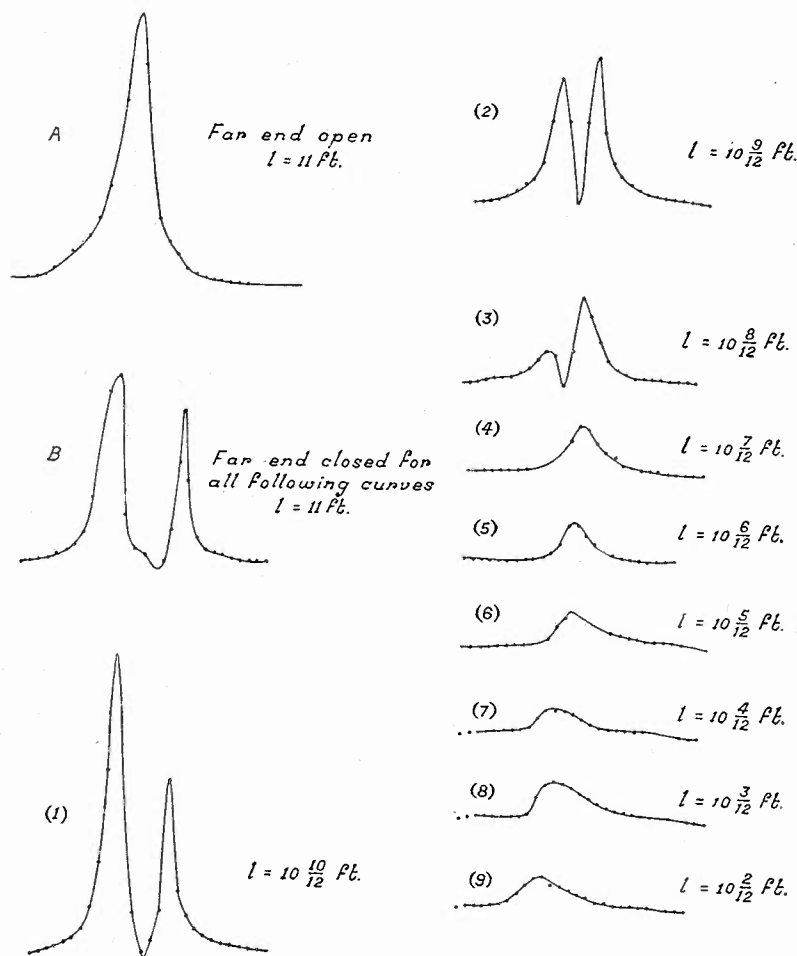 A
Far end open
l = 11 ft.
B
Far end closed for
all following curves
l = 11 ft.
(1)
l = 10 10/12 ft.
(2)
l = 10 9/12 ft.
(3)
l = 10 8/12 ft.
(4)
l = 10 7/12 ft.
(5)
l = 10 6/12 ft.
(6)
l = 10 5/12 ft.
(7)
l = 10 4/12 ft.
(8)
l = 10 3/12 ft.
(9)
l = 10 2/12 ft.